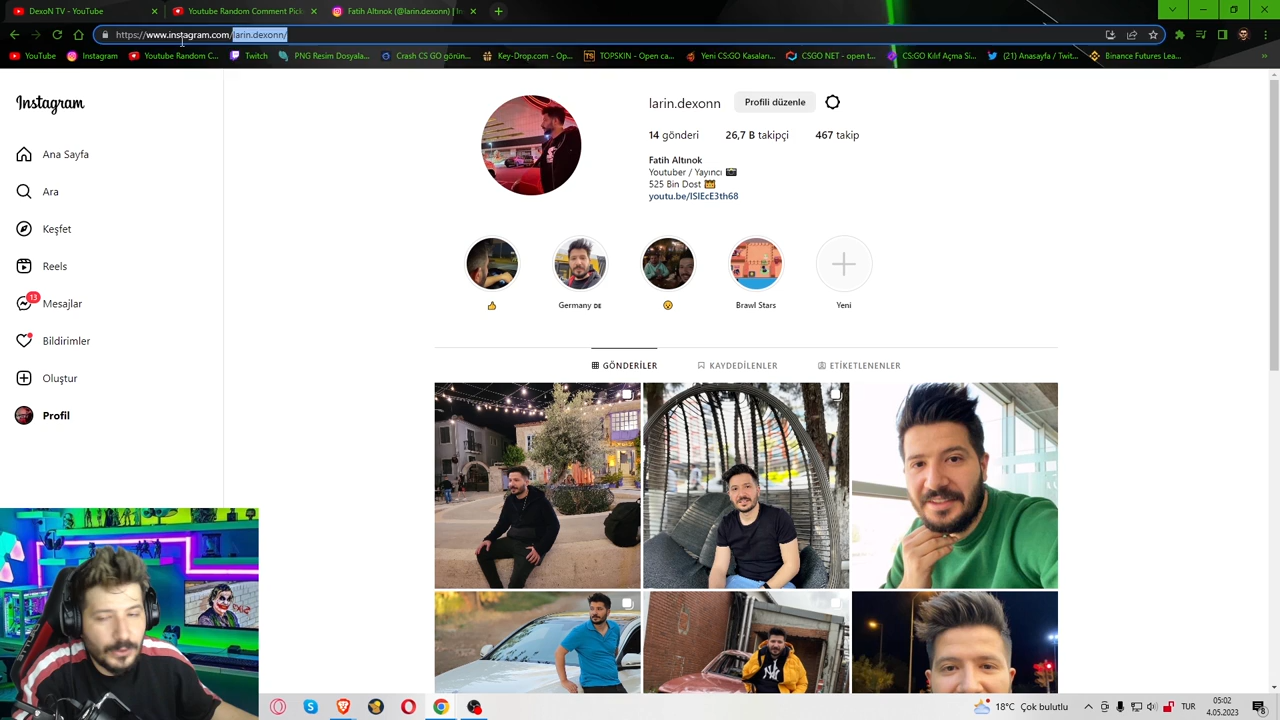 DexoN TV - YouTube
Youtube Random Comment Pick
Fatih Altınok (@larin.dexonn) | In
https://www.instagram.com/larin.dexonn/
YouTube
Instagram
Youtube Random C...
Twitch
PNG Resim Dosyası...
Crash CS GO görün...
Key-Drop.com - Op...
TOPSKIN - Open ca...
Yeni CS:GO Kasaları...
CSGO NET - open t...
CS:GO Kılıf Açma Si...
(21) Anasayfa / Twit...
Binance Futures Lea...
Instagram
Ana Sayfa
Ara
Keşfet
Reels
13
Mesajlar
Bildirimler
Oluştur
Profil
larin.dexonn
Profili düzenle
14 gönderi
26,7 B takipçi
467 takip
Fatih Altınok
Youtuber / Yayıncı 📷
525 Bin Dost 👑
youtu.be/ISlEcE3th68
👍
Germany DE
😮
Brawl Stars
Yeni
GÖNDERİLER
KAYDEDİLENLER
ETİKETLENENLER
NY
18°C Çok bulutlu
TUR
05:02
4.05.2023